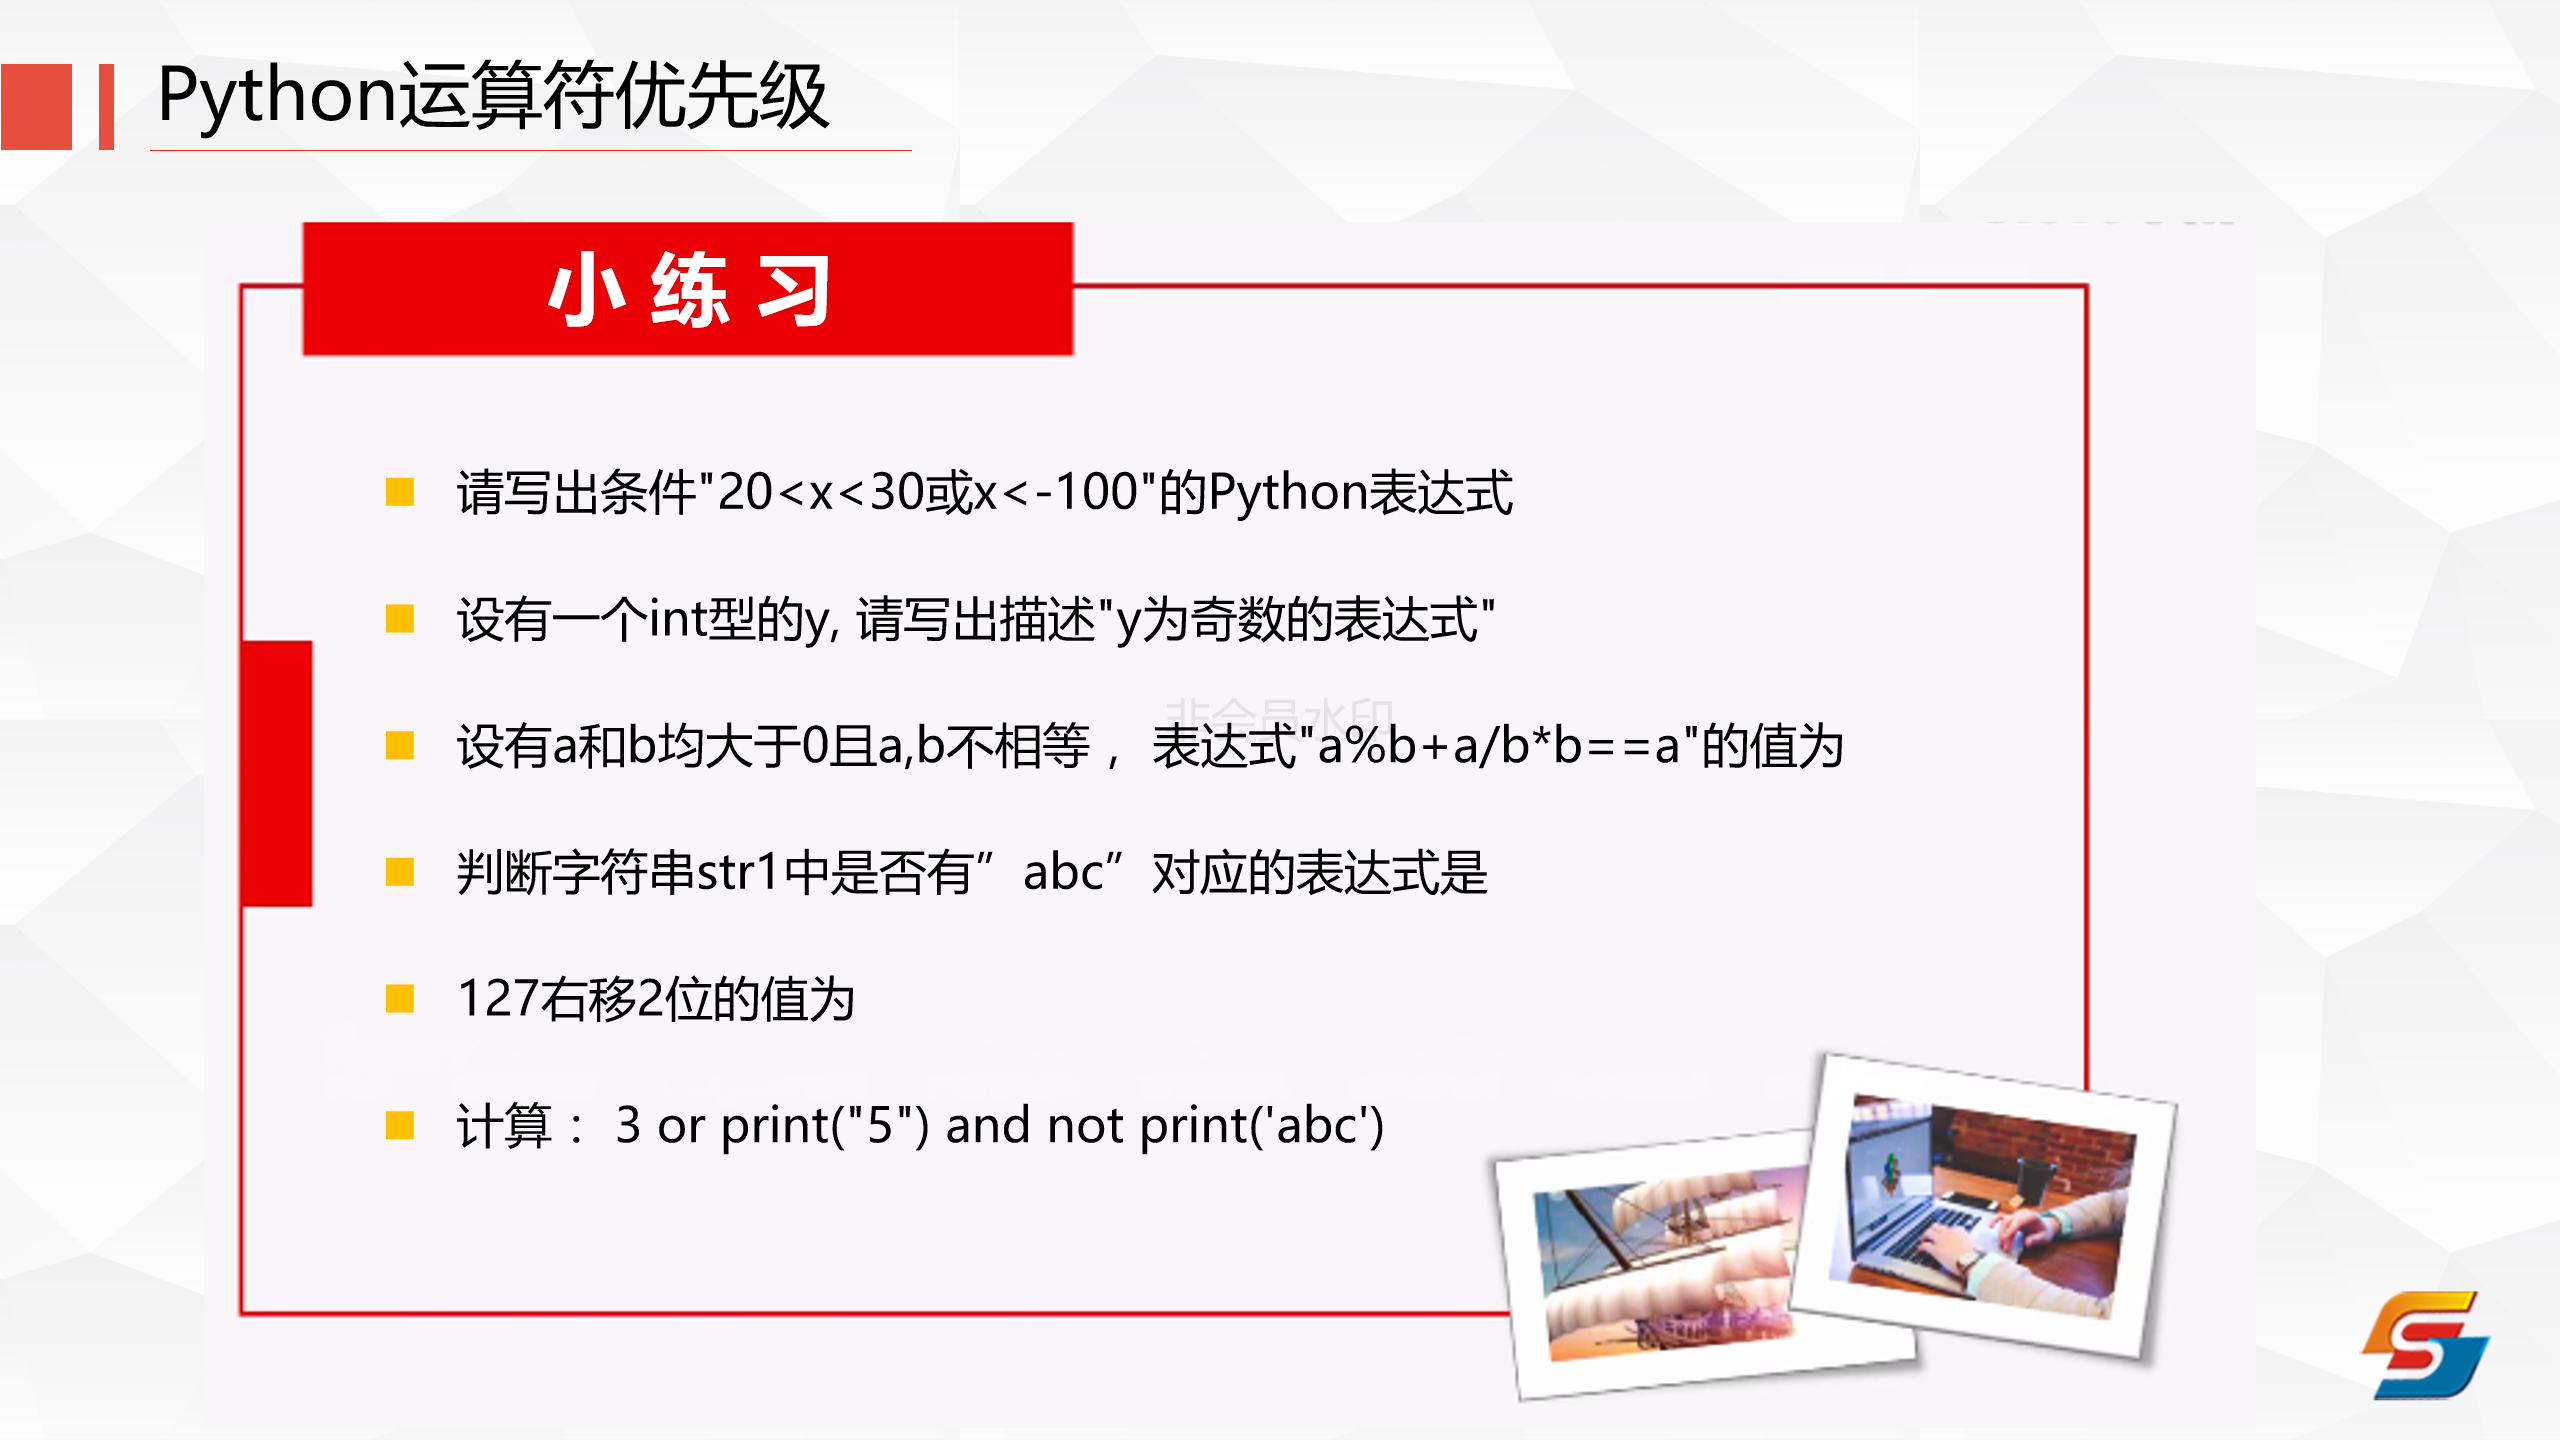 Python运算符优先级
小练习
请写出条件"20<x<30或x<-100"的Python表达式
设有一个int型的y, 请写出描述"y为奇数的表达式"
非会员水印
设有a和b均大于0且a,b不相等， 表达式"a%b+a/b*b==a"的值为
判断字符串str1中是否有”abc”对应的表达式是
127右移2位的值为
计算： 3 or print("5") and not print('abc')